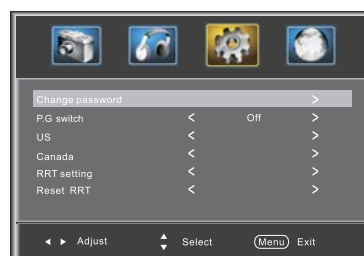 Change password >
P.G switch < Off >
US < >
Canada < >
RRT setting < >
Reset RRT < >
Adjust Select Menu Exit